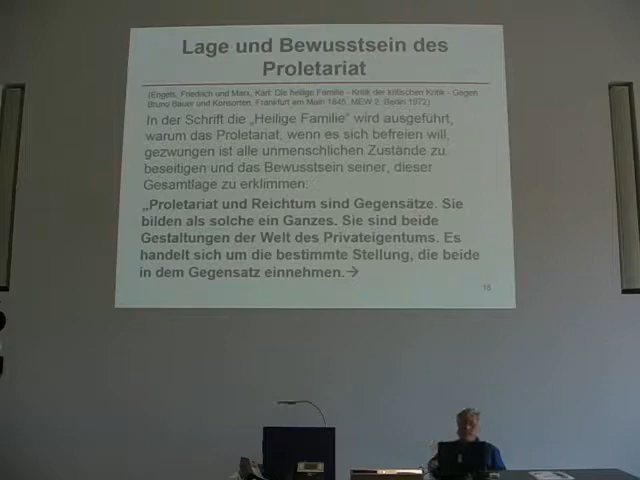 Lage und Bewusstsein des
Proletariat
(Engels, Friedrich und Marx, Karl: Die heilige Familie - Kritik der kritischen Kritik - Gegen
Bruno Bauer und Konsorten, Frankfurt am Main 1845, MEW 2, Berlin 1972)
In der Schrift die „Heilige Familie" wird ausgeführt,
warum das Proletariat, wenn es sich befreien will,
gezwungen ist alle unmenschlichen Zustände zu
beseitigen und das Bewusstsein seiner, dieser
Gesamtlage zu erklimmen:
„Proletariat und Reichtum sind Gegensätze. Sie
bilden als solche ein Ganzes. Sie sind beide
Gestaltungen der Welt des Privateigentums. Es
handelt sich um die bestimmte Stellung, die beide
in dem Gegensatz einnehmen.→